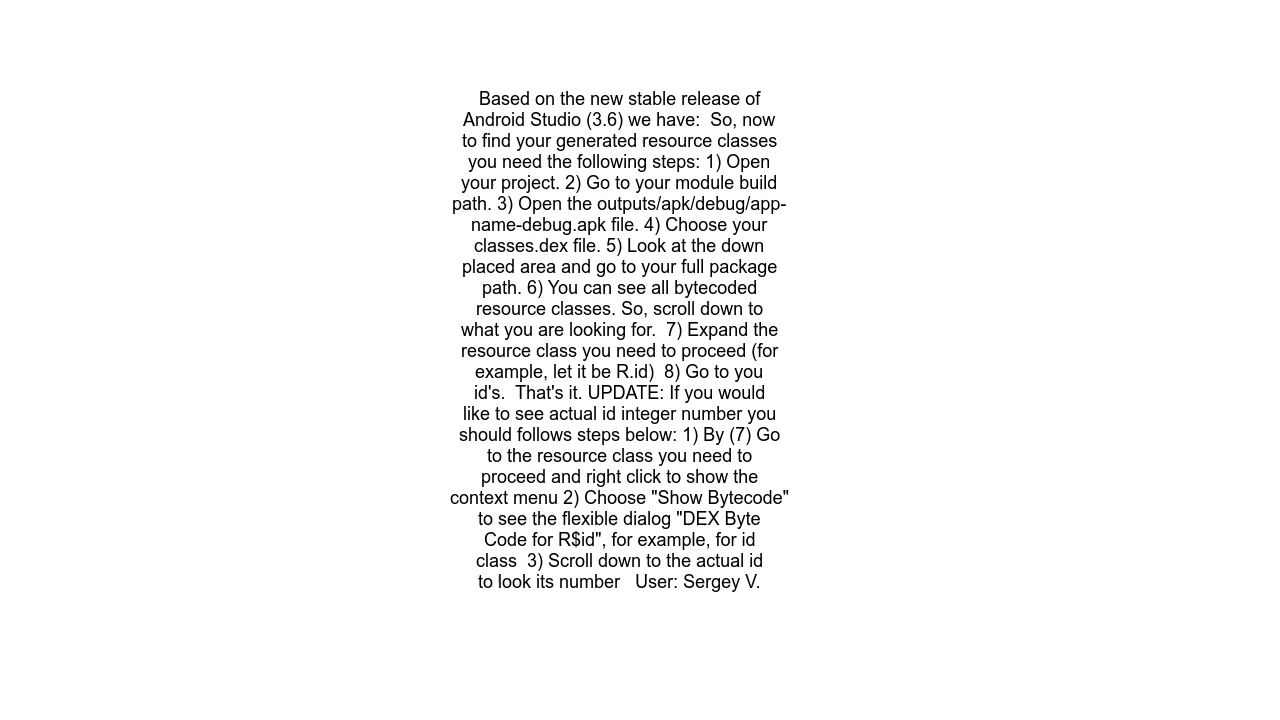 Based on the new stable release of
Android Studio (3.6) we have:  So, now
to find your generated resource classes
you need the following steps: 1) Open
your project. 2) Go to your module build
path. 3) Open the outputs/apk/debug/app-
name-debug.apk file. 4) Choose your
classes.dex file. 5) Look at the down
placed area and go to your full package
path. 6) You can see all bytecoded
resource classes. So, scroll down to
what you are looking for.  7) Expand the
resource class you need to proceed (for
example, let it be R.id)  8) Go to you
id's.  That's it. UPDATE: If you would
like to see actual id integer number you
should follows steps below: 1) By (7) Go
to the resource class you need to
proceed and right click to show the
context menu 2) Choose "Show Bytecode"
to see the flexible dialog "DEX Byte
Code for R$id", for example, for id
class  3) Scroll down to the actual id
to look its number   User: Sergey V.